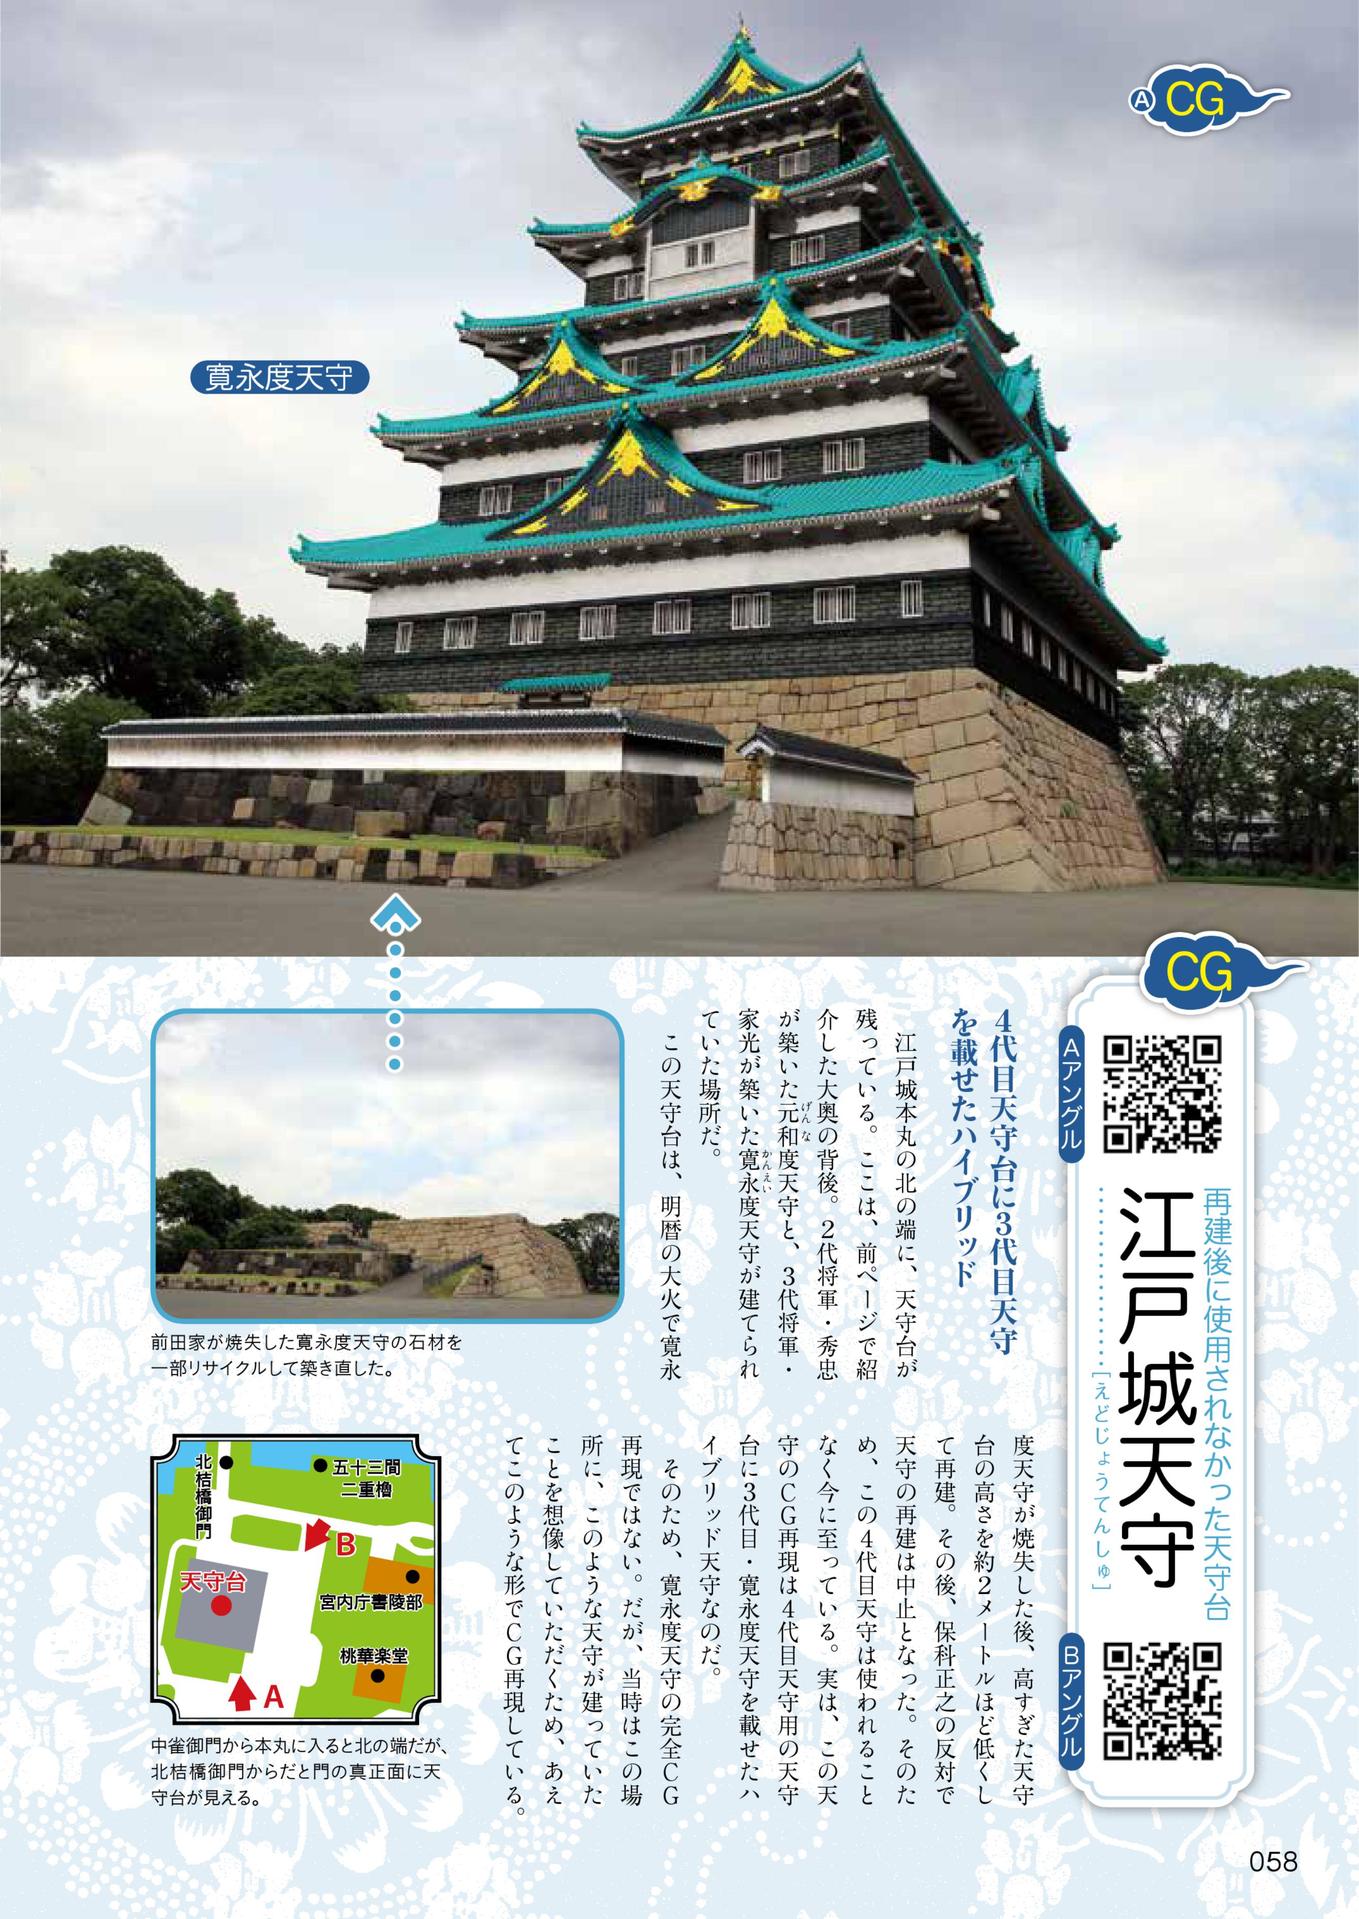 A CG
寛永度天守
CG
Aアングル
再建後に使用されなかった天守台
江戸城天守
[えどじょうてんしゅ]
Bアングル
4代目天守台に3代目天守
を載せたハイブリッド
江戸城本丸の北の端に、天守台が
残っている。ここは、前ページで紹
介した大奥の背後。2代将軍・秀忠
が築いた元和度天守と、3代将軍・
げんな
家光が築いた寛永度天守が建てられ
かんえい
ていた場所だ。
この天守台は、明暦の大火で寛永
度天守が焼失した後、高すぎた天守
台の高さを約2メートルほど低くし
て再建。その後、保科正之の反対で
天守の再建は中止となった。そのた
め、この4代目天守は使われること
なく今に至っている。実は、この天
守のCG再現は4代目天守用の天守
台に3代目・寛永度天守を載せたハ
イブリッド天守なのだ。
そのため、寛永度天守の完全CG
再現ではない。だが、当時はこの場
所に、このような天守が建っていた
ことを想像していただくため、あえ
てこのような形でCG再現している。
前田家が焼失した寛永度天守の石材を
一部リサイクルして築き直した。
北桔橋御門
五十三間
二重櫓
B
天守台
宮内庁書陵部
桃華楽堂
A
中雀御門から本丸に入ると北の端だが、
北桔橋御門からだと門の真正面に天
守台が見える。
058